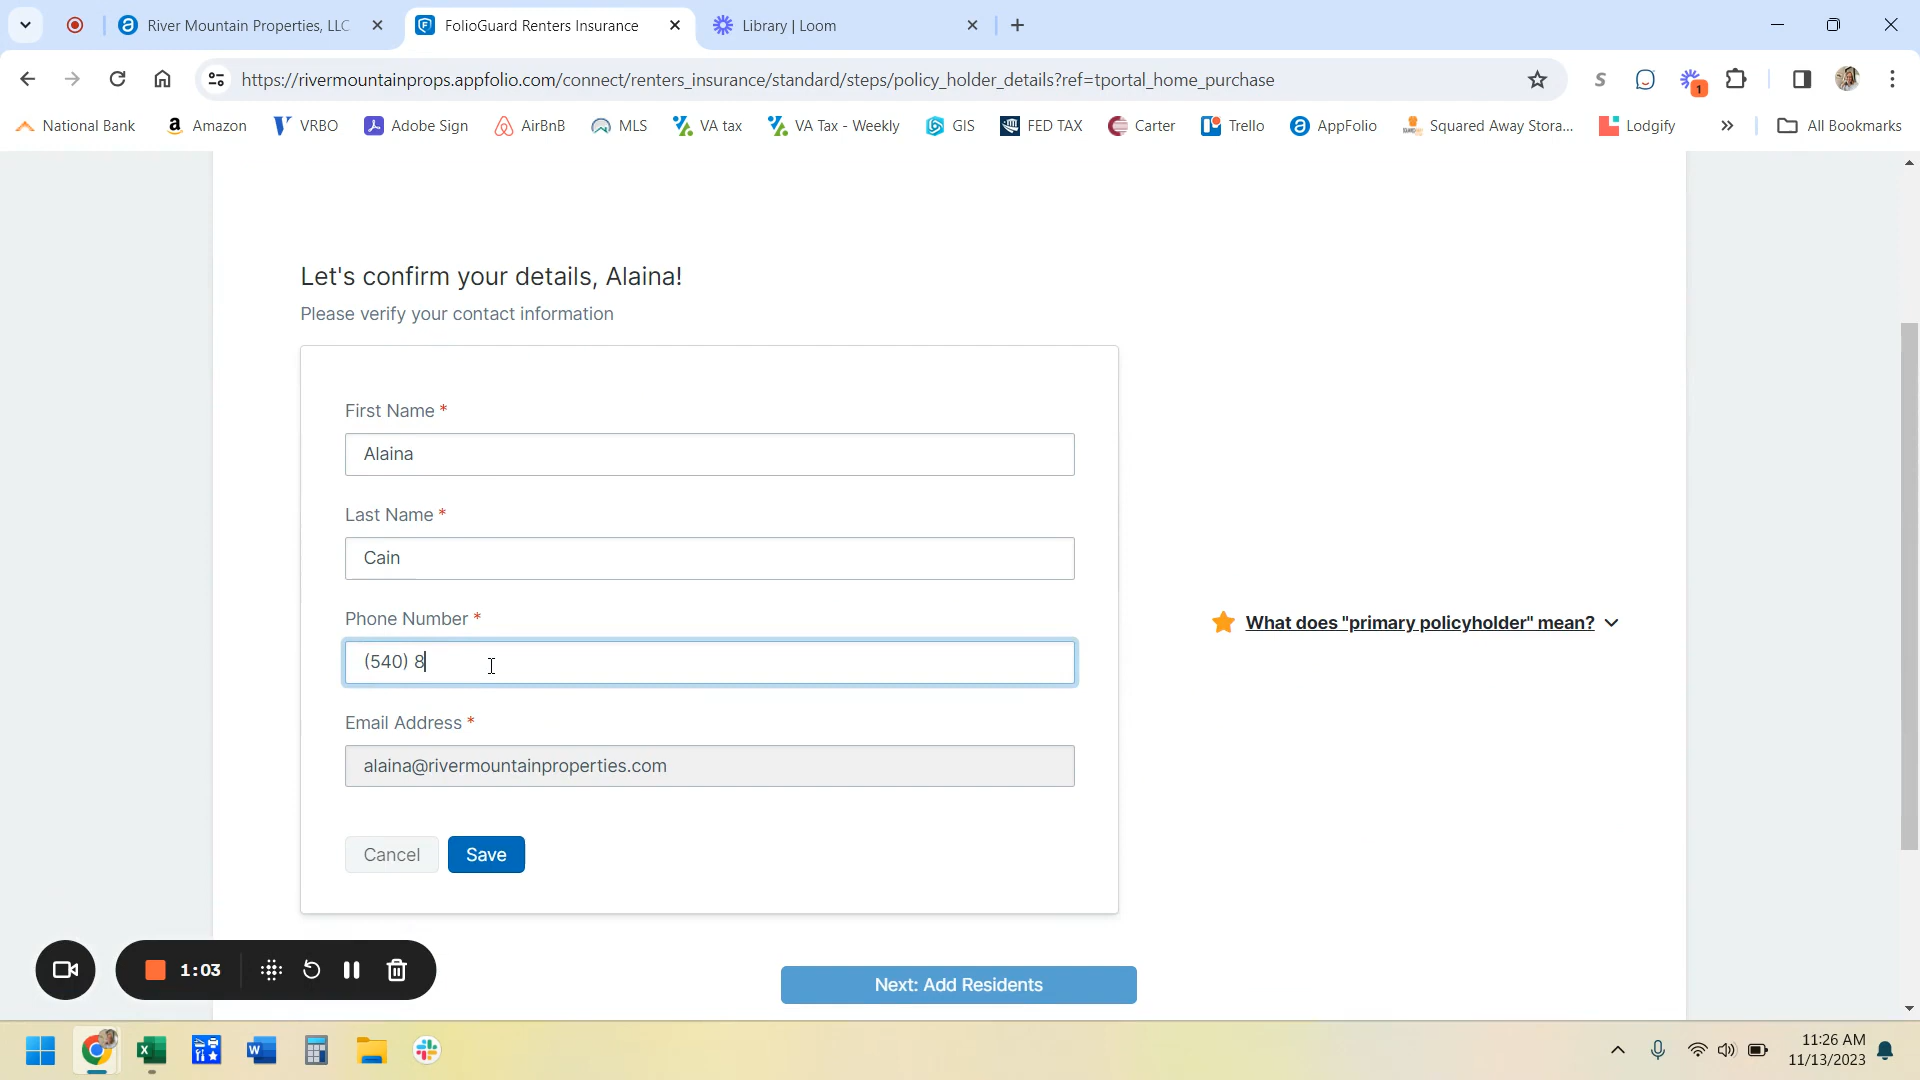 River Mountain Properties, LLC
FolioGuard Renters Insurance
Library | Loom
https://rivermountainprops.appfolio.com/connect/renters_insurance/standard/steps/policy_holder_details?ref=tportal_home_purchase
S
1
National Bank
Amazon
VRBO
Adobe Sign
AirBnB
MLS
VA tax
VA Tax - Weekly
GIS
FED TAX
Carter
Trello
AppFolio
Squared Away Stora...
Lodgify
All Bookmarks
Let's confirm your details, Alaina!
Please verify your contact information
First Name *
Alaina
Last Name *
Cain
Phone Number *
(540) 8
What does "primary policyholder" mean?
Email Address *
alaina@rivermountainproperties.com
Cancel
Save
1:03
Next: Add Residents
11:26 AM
11/13/2023